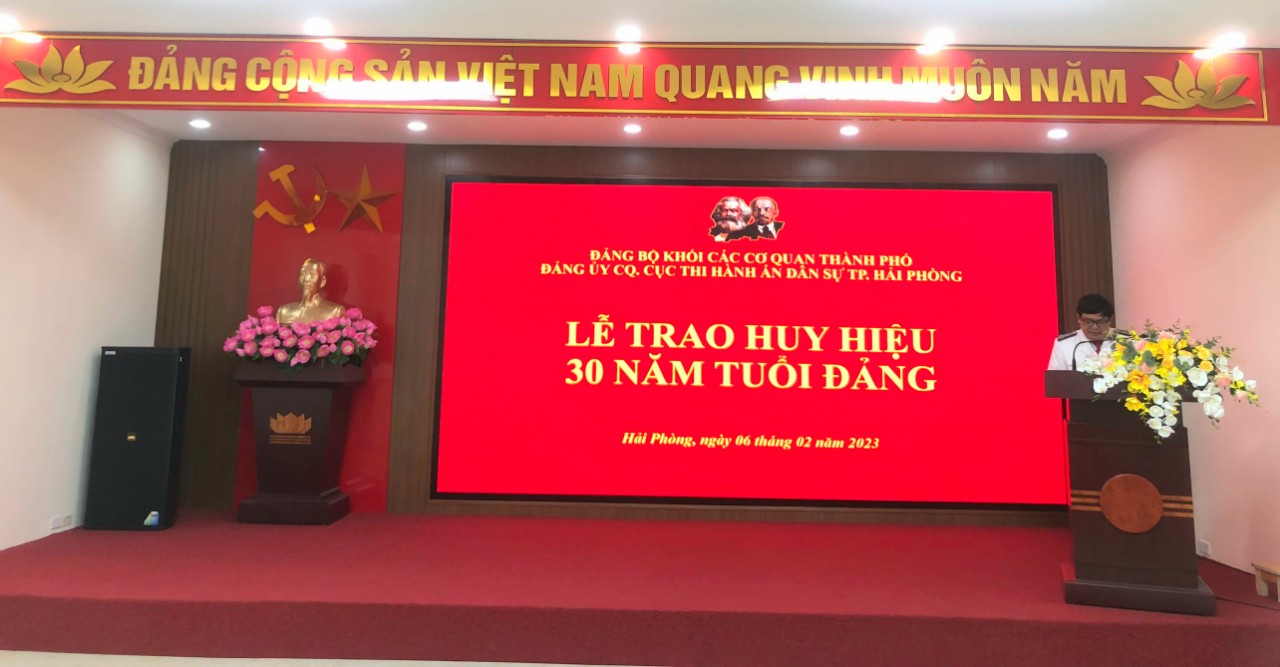 ĐẢNG CỘNG SẢN VIỆT NAM QUANG VINH MUÔN NĂM
ĐẢNG BỘ KHỐI CÁC CƠ QUAN THÀNH PHỐ
ĐẢNG ỦY CQ. CỤC THI HÀNH ÁN DÂN SỰ TP. HẢI PHÒNG
LỄ TRAO HUY HIỆU
30 NĂM TUỔI ĐẢNG
Hải Phòng, ngày 06 tháng 02 năm 2023